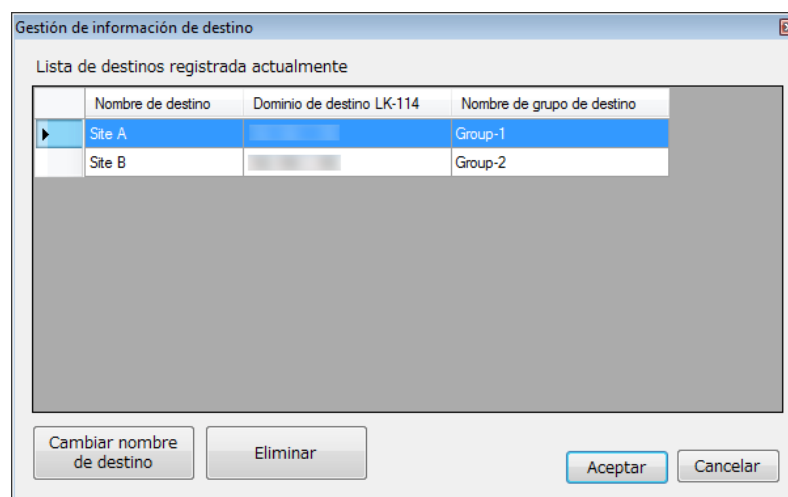 Gestión de información de destino
Lista de destinos registrada actualmente
Nombre de destino Dominio de destino LK-114 Nombre de grupo de destino
Site A Group-1
Site B Group-2
Cambiar nombre
de destino
Eliminar
Aceptar
Cancelar